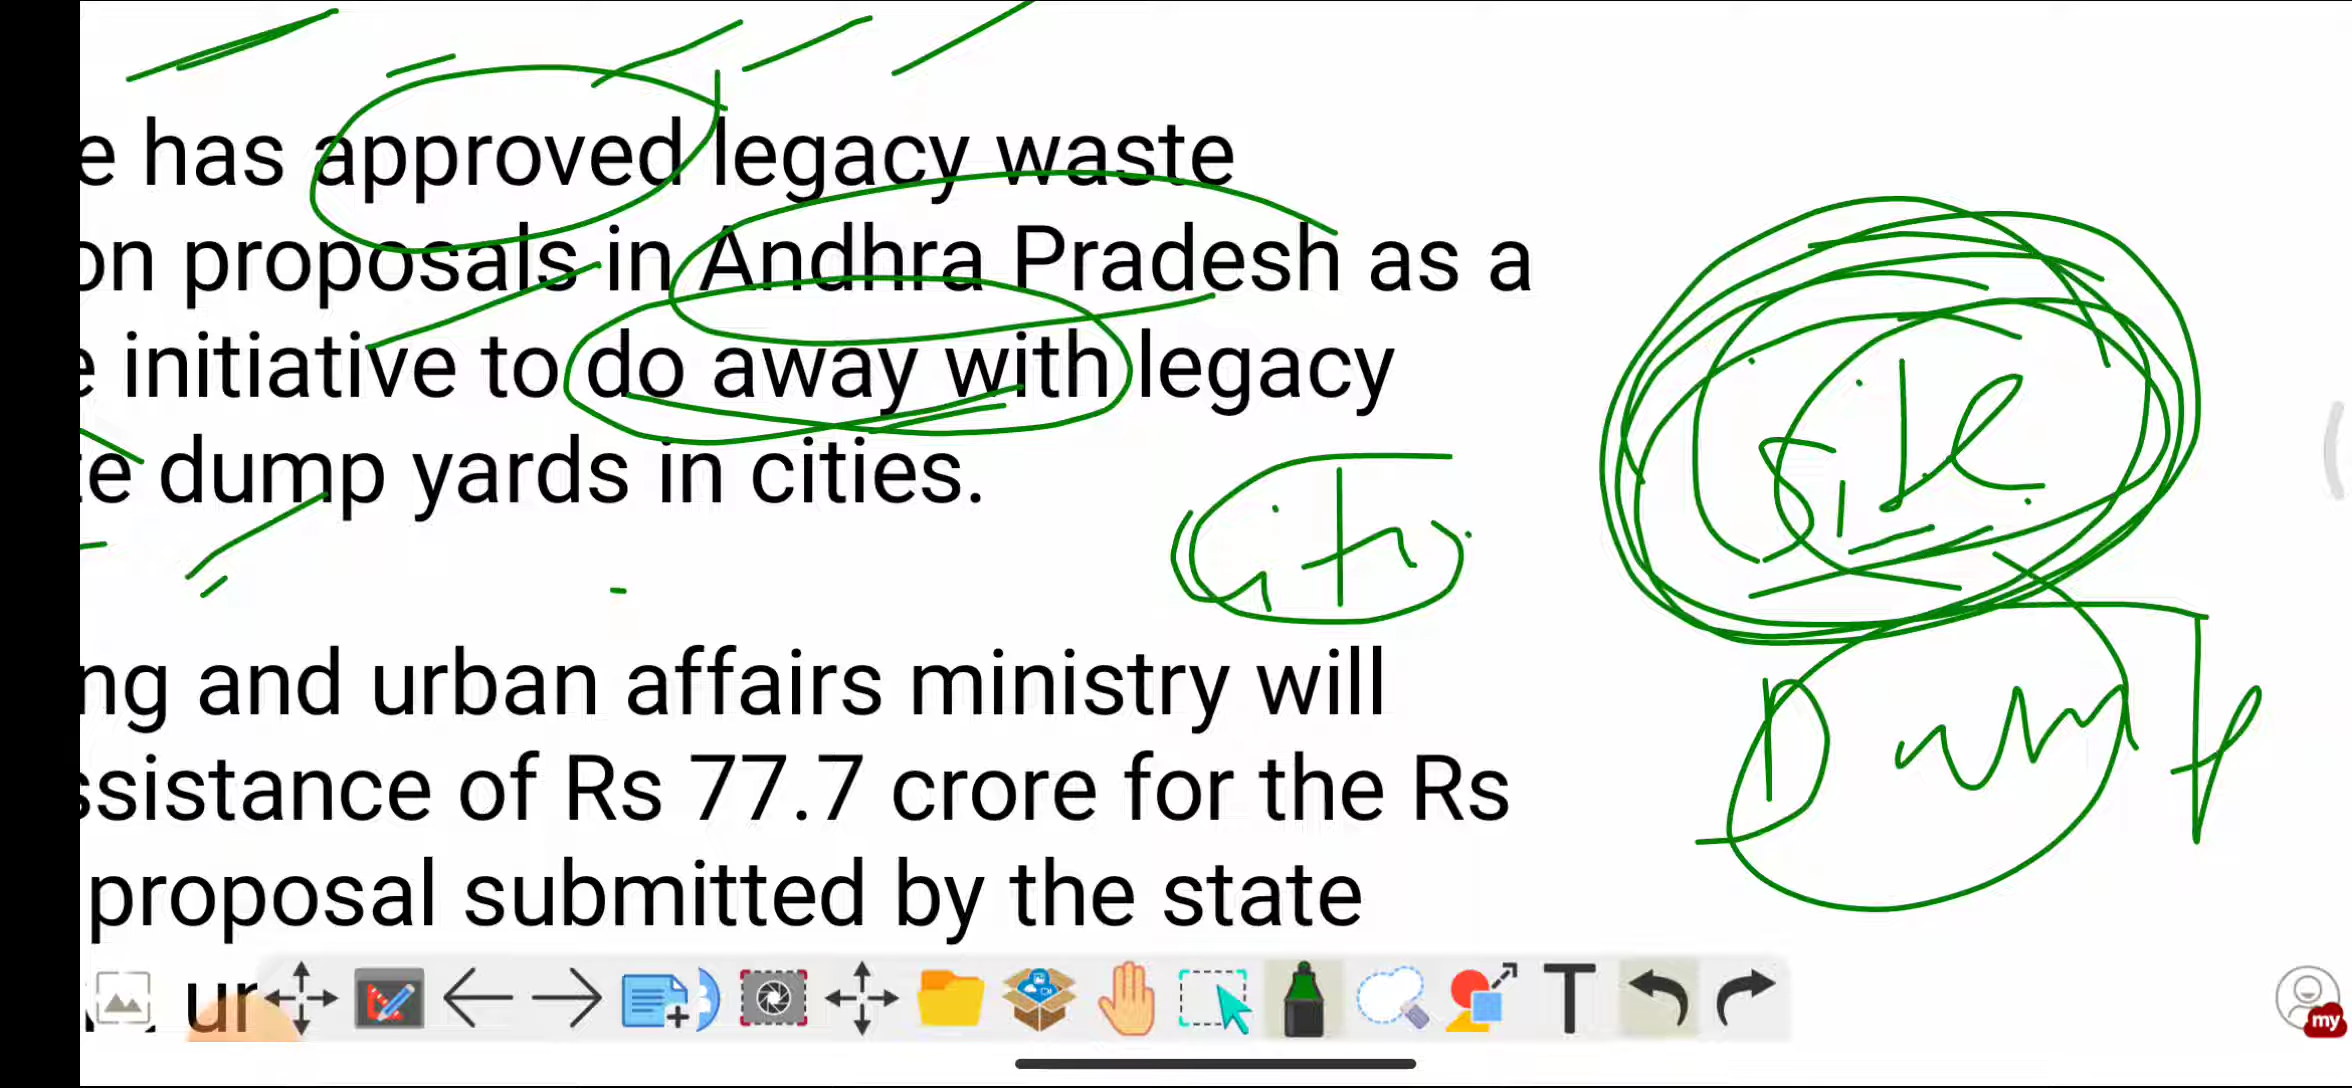 e has approved legacy waste
on proposals in Andhra Pradesh as a
e initiative to do away with legacy
te dump yards in cities.
ng and urban affairs ministry will
ssistance of Rs 77.7 crore for the Rs
proposal submitted by the state
ur
T
my
Dump